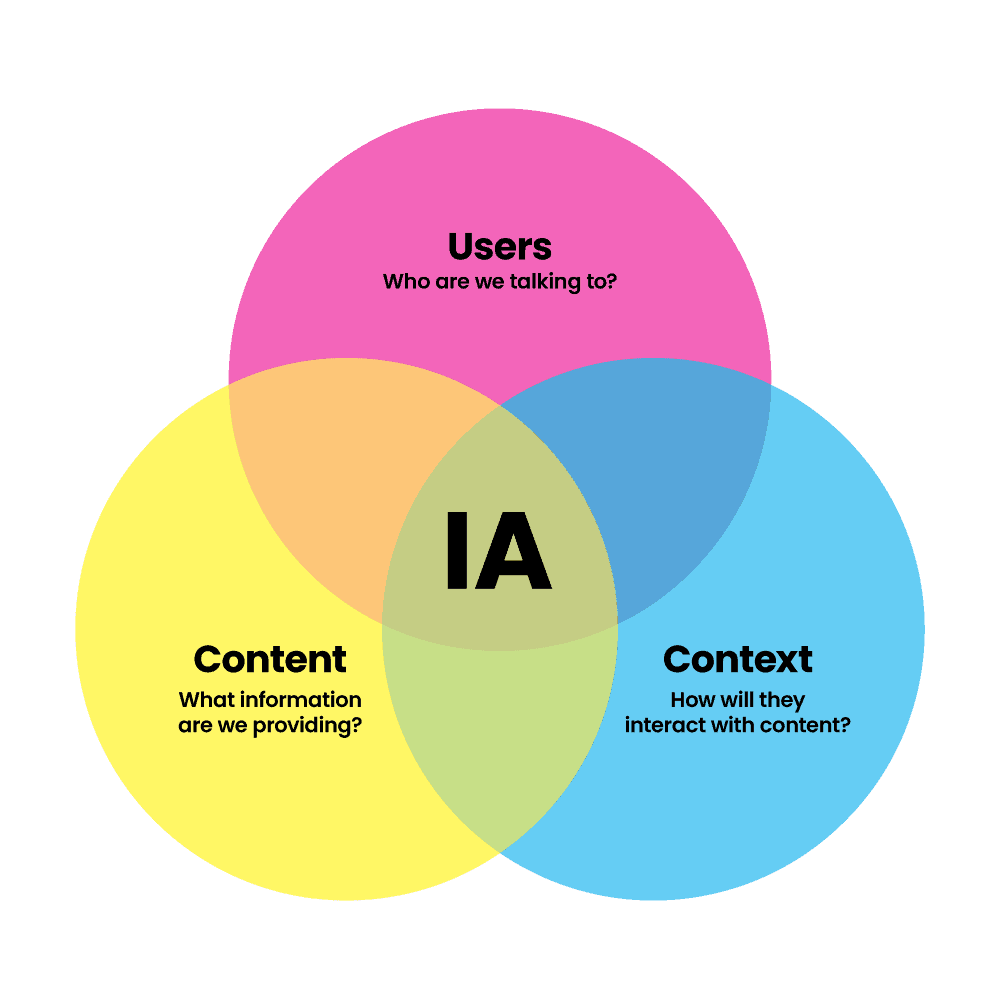 Users
Who are we talking to?
IA
Content
What information
are we providing?
Context
How will they
interact with content?